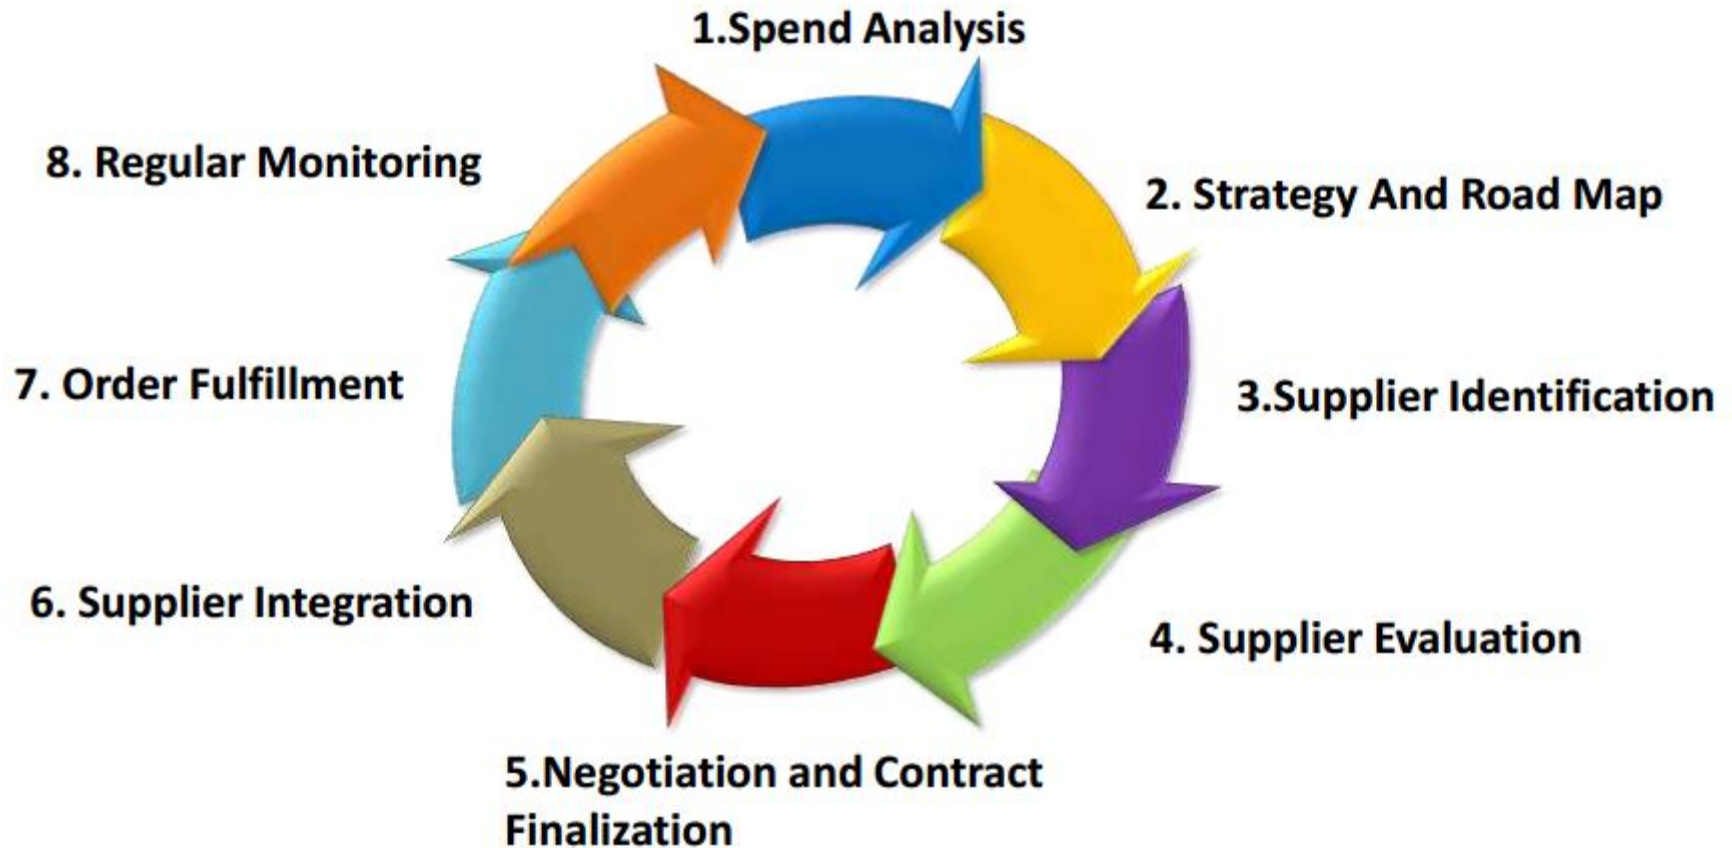 1.Spend Analysis
2. Strategy And Road Map
3.Supplier Identification
4. Supplier Evaluation
5.Negotiation and Contract
Finalization
6. Supplier Integration
7. Order Fulfillment
8. Regular Monitoring